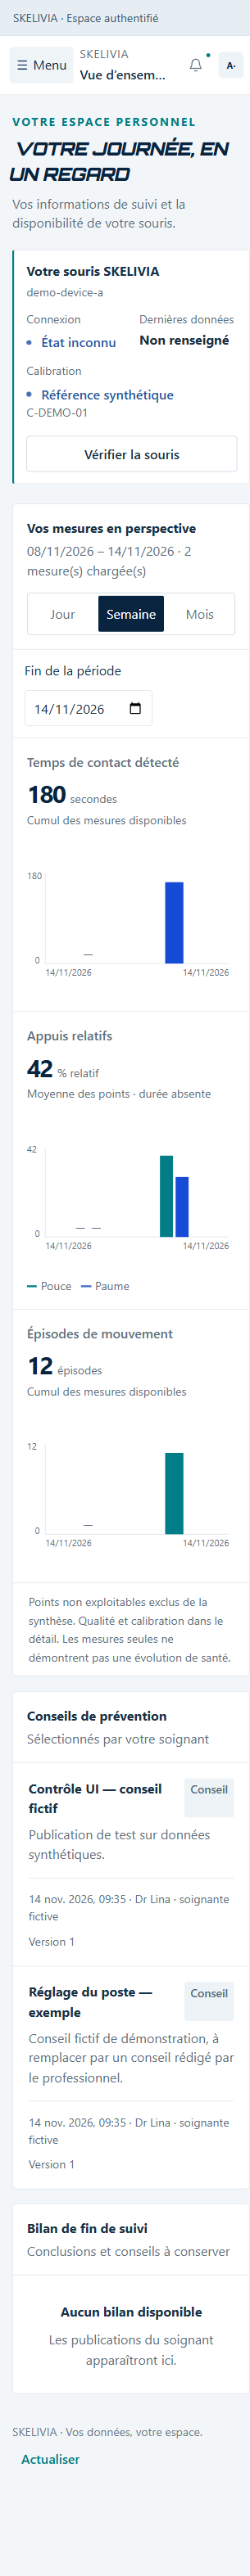 SKELIVIA · Espace authentifié
☰ Menu
SKELIVIA
Vue d’ensem…
A·
VOTRE ESPACE PERSONNEL
VOTRE JOURNÉE, EN
UN REGARD
Vos informations de suivi et la
disponibilité de votre souris.
Votre souris SKELIVIA
demo-device-a
Connexion
État inconnu
Dernières données
Non renseigné
Calibration
Référence synthétique
C-DEMO-01
Vérifier la souris
Vos mesures en perspective
08/11/2026 – 14/11/2026 · 2
mesure(s) chargée(s)
Jour Semaine Mois
Fin de la période
14/11/2026
Temps de contact détecté
180 secondes
Cumul des mesures disponibles
180
0
14/11/2026 14/11/2026
Appuis relatifs
42 % relatif
Moyenne des points · durée absente
42
0
14/11/2026 14/11/2026
Pouce Paume
Épisodes de mouvement
12 épisodes
Cumul des mesures disponibles
12
0
14/11/2026 14/11/2026
Points non exploitables exclus de la
synthèse. Qualité et calibration dans le
détail. Les mesures seules ne
démontrent pas une évolution de santé.
Conseils de prévention
Sélectionnés par votre soignant
Contrôle UI — conseil
fictif
Conseil
Publication de test sur données
synthétiques.
14 nov. 2026, 09:35 · Dr Lina · soignante
fictive
Version 1
Réglage du poste —
exemple
Conseil
Conseil fictif de démonstration, à
remplacer par un conseil rédigé par
le professionnel.
14 nov. 2026, 09:35 · Dr Lina · soignante
fictive
Version 1
Bilan de fin de suivi
Conclusions et conseils à conserver
Aucun bilan disponible
Les publications du soignant
apparaîtront ici.
SKELIVIA · Vos données, votre espace.
Actualiser